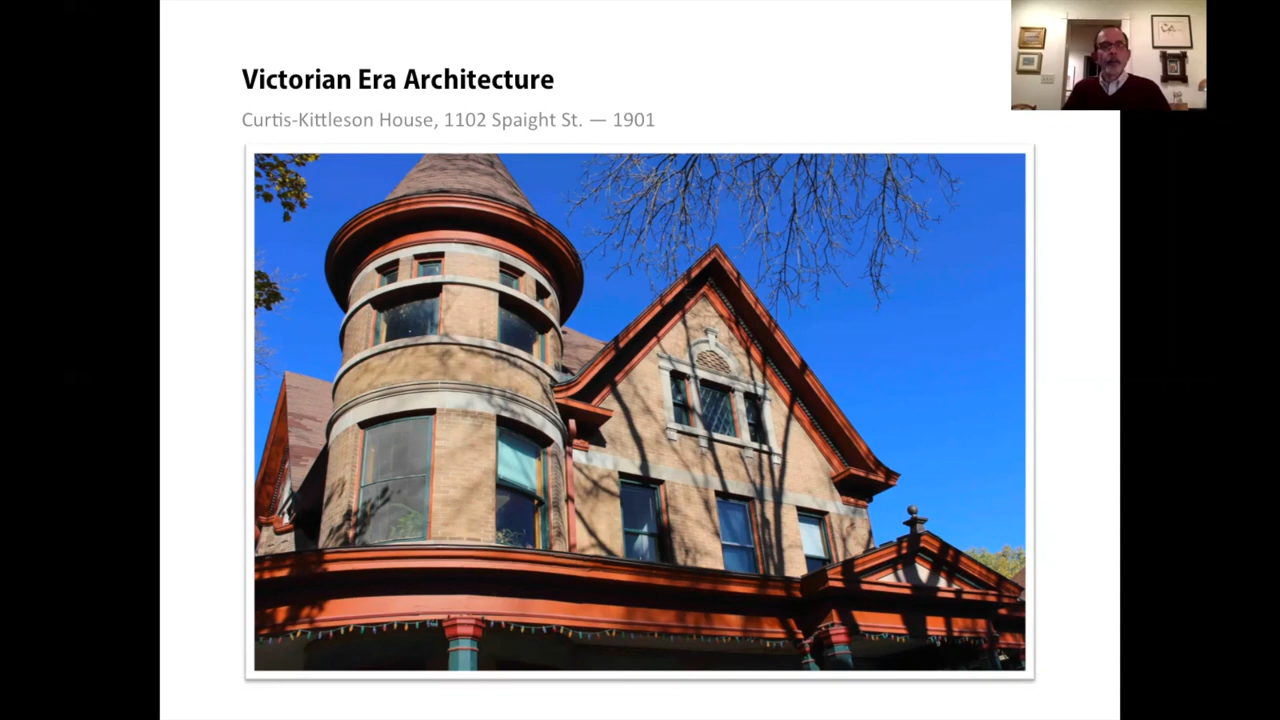 Victorian Era Architecture
Curtis-Kittleson House, 1102 Spaight St. — 1901